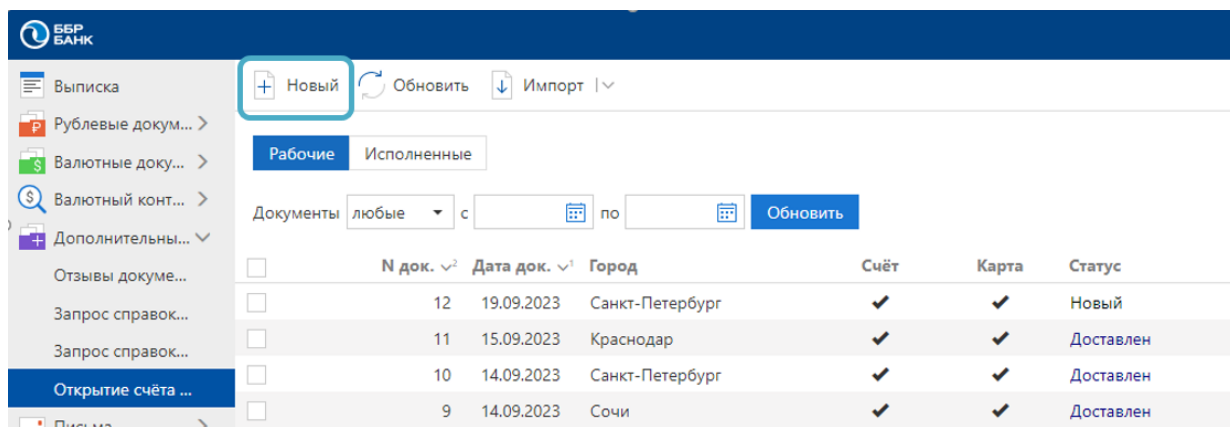 ББР
БАНК
Выписка
Новый Обновить Импорт
Рублевые докум...
Рабочие Исполненные
Валютные доку...
Валютный конт...
Документы любые с по Обновить
Дополнительны...
N док. 2 Дата док. 1 Город Счёт Карта Статус
Отзывы докуме...
12 19.09.2023 Санкт-Петербург ✔ ✔ Новый
Запрос справок...
11 15.09.2023 Краснодар ✔ ✔ Доставлен
Запрос справок...
10 14.09.2023 Санкт-Петербург ✔ ✔ Доставлен
Открытие счёта ...
9 14.09.2023 Сочи ✔ ✔ Доставлен
Письма